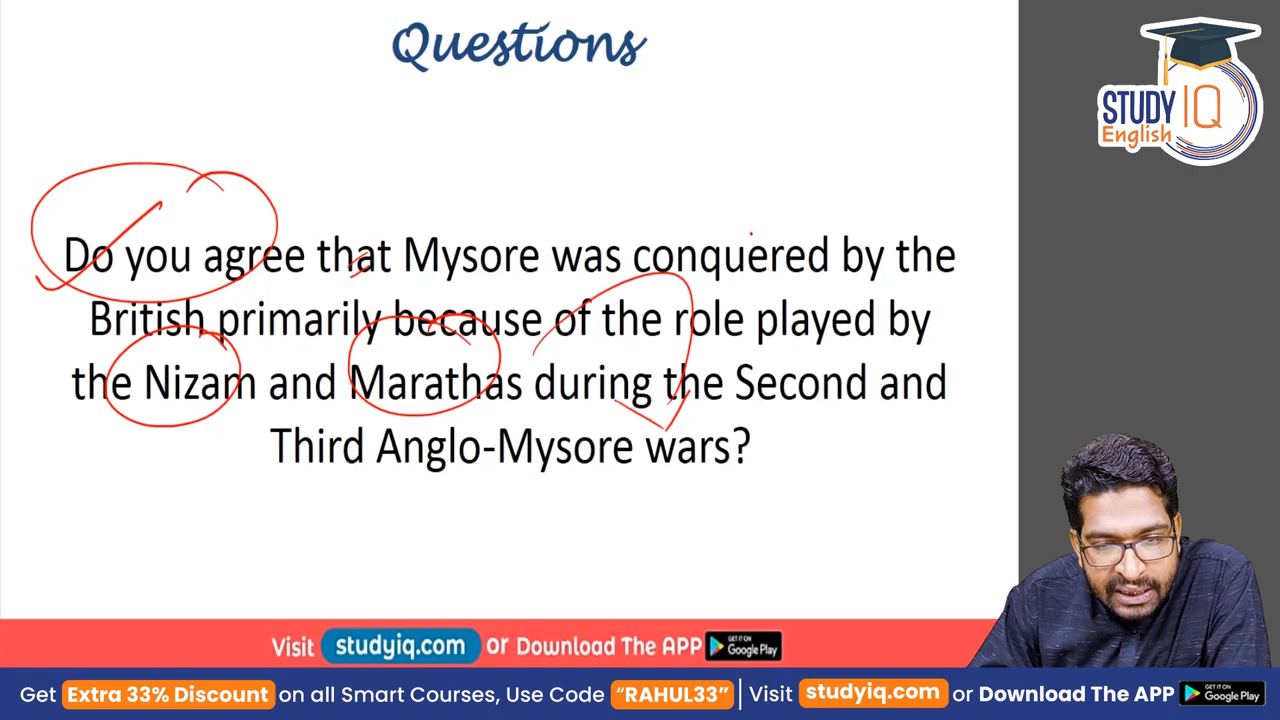 Questions
STUDY IQ
English
Do you agree that Mysore was conquered by the
British primarily because of the role played by
the Nizam and Marathas during the Second and
Third Anglo-Mysore wars?
Visit studyiq.com or Download The APP GET IT ON Google Play
Get Extra 33% Discount on all Smart Courses, Use Code “RAHUL33” | Visit studyiq.com or Download The APP GET IT ON Google Play